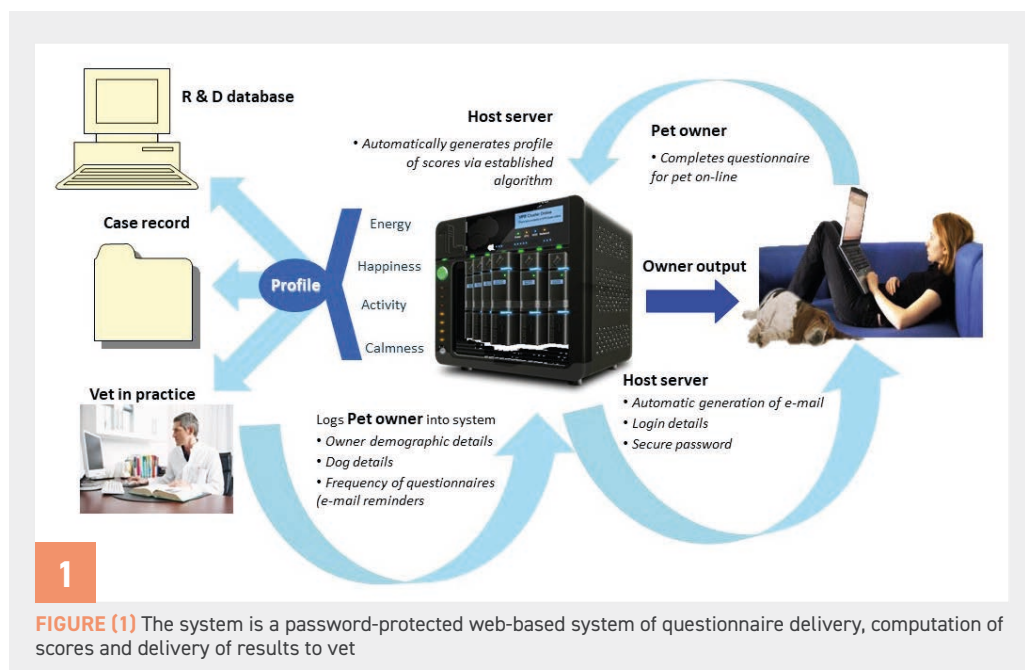 R & D database
Host server
• Automatically generates profile
of scores via established
algorithm
Pet owner
• Completes questionnaire
for pet on-line
Case record
Profile
Energy
Happiness
Activity
Calmness
Owner output
Vet in practice
Logs Pet owner into system
• Owner demographic details
• Dog details
• Frequency of questionnaires
(e-mail reminders
Host server
• Automatic generation of e-mail
• Login details
• Secure password
1
FIGURE (1) The system is a password-protected web-based system of questionnaire delivery, computation of
scores and delivery of results to vet